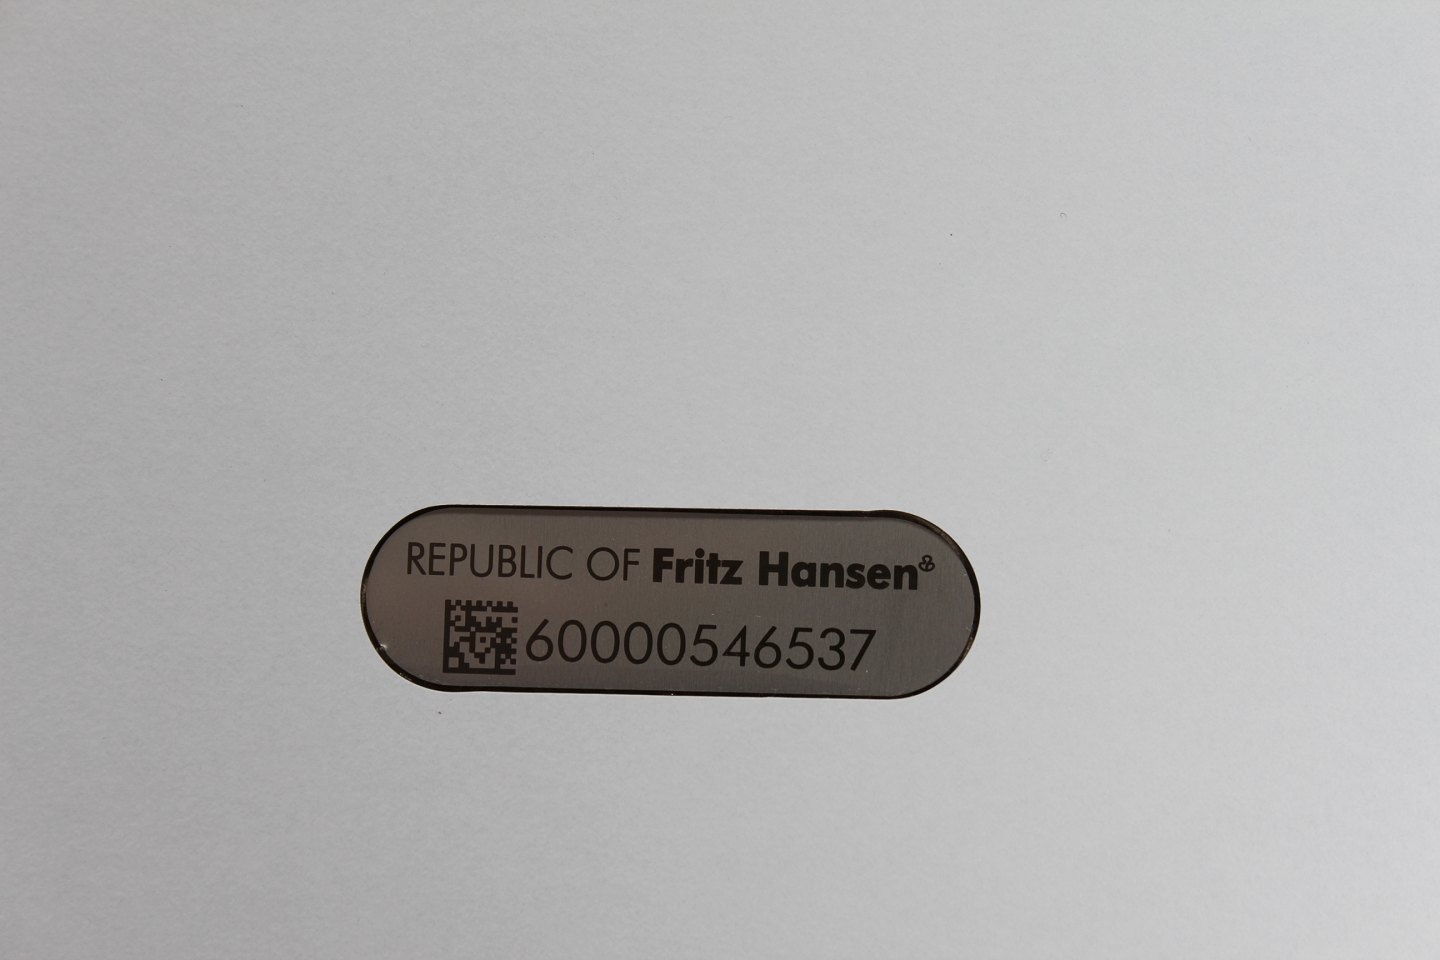 REPUBLIC OF Fritz Hansen
60000546537